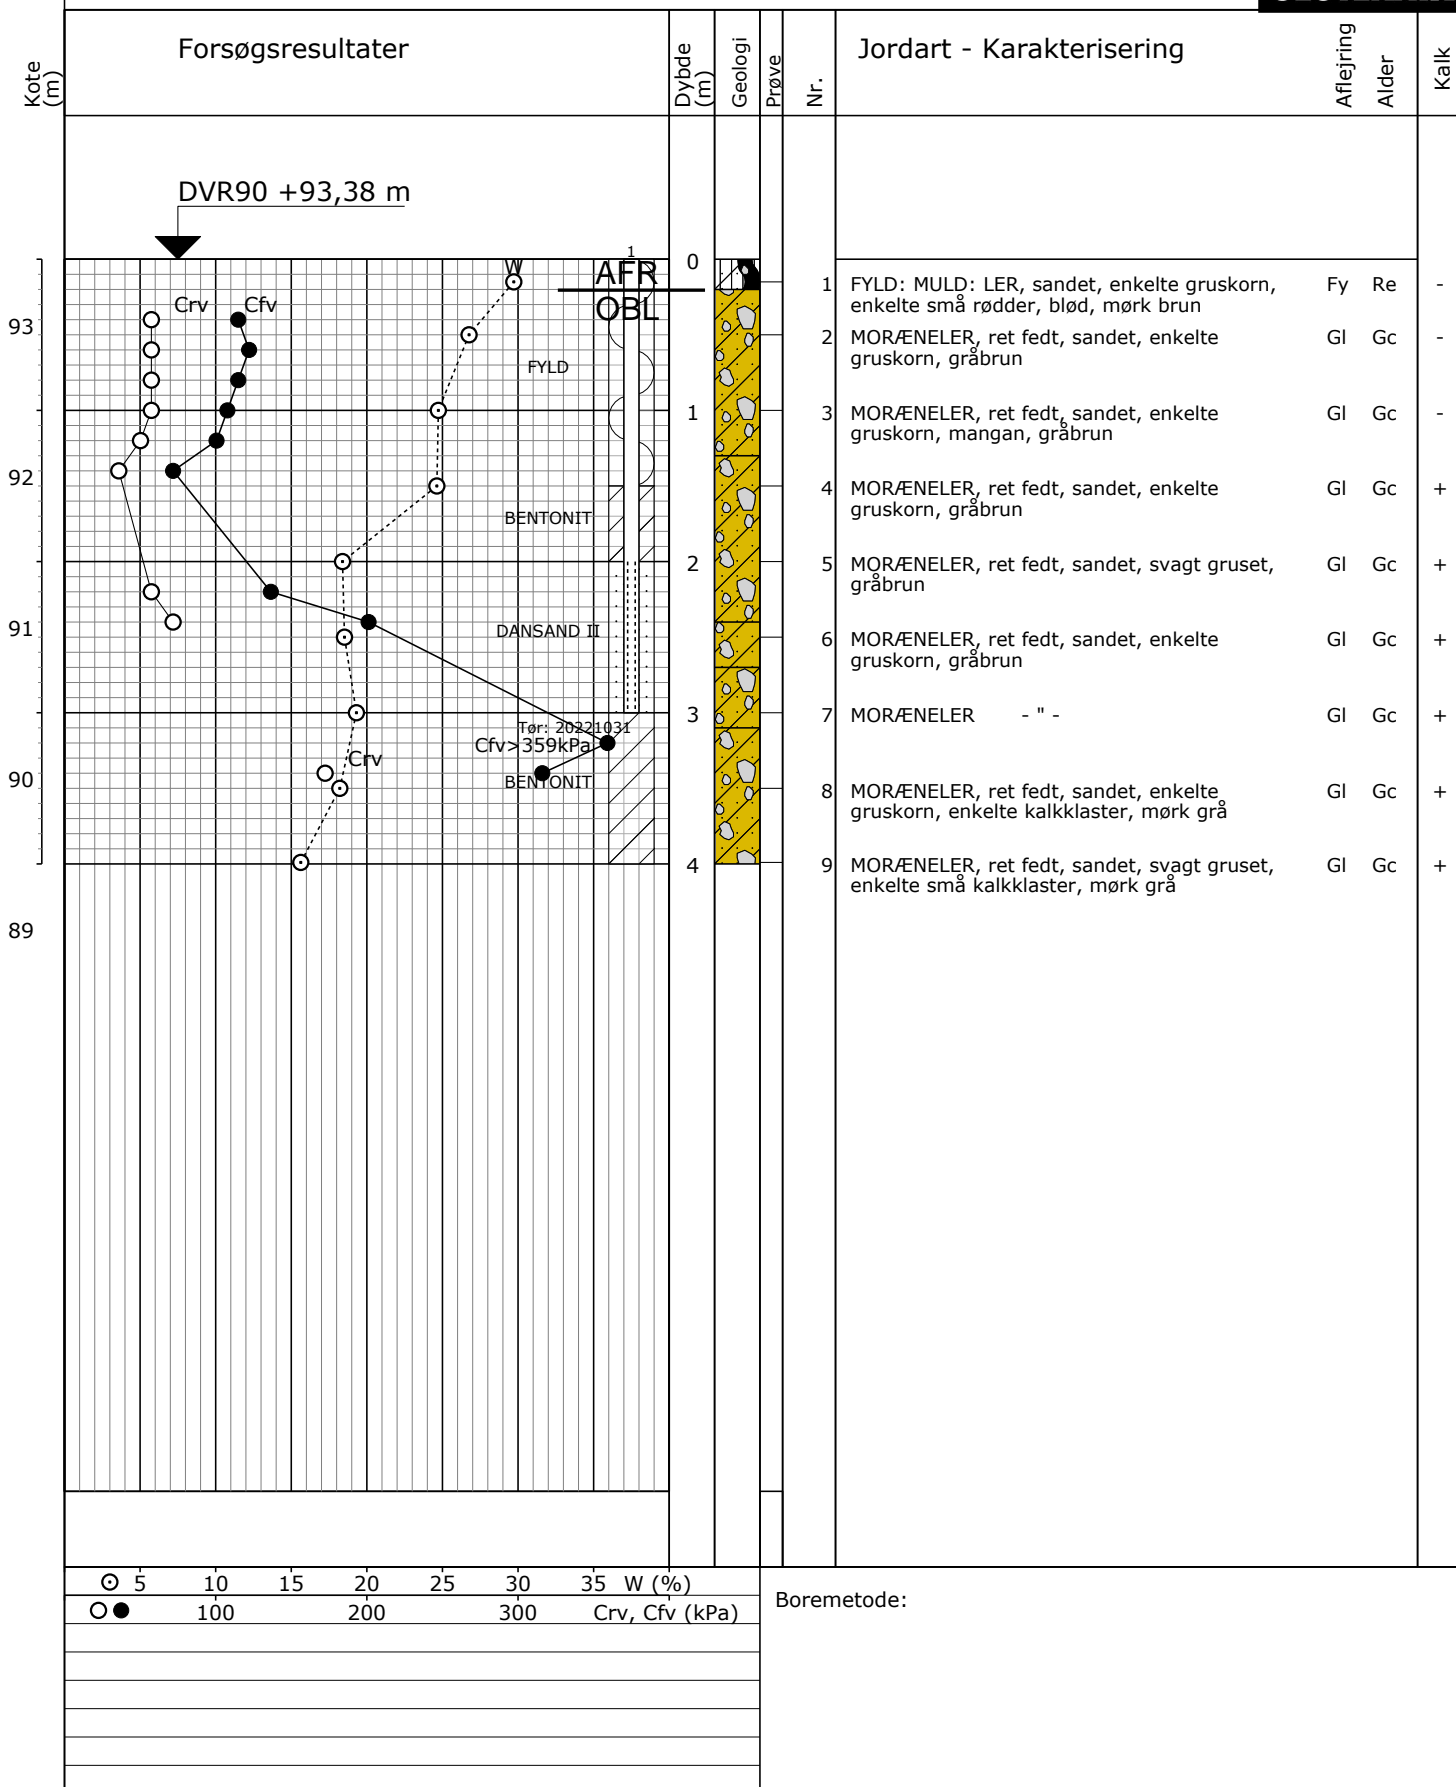 Kote (m)
Forsøgsresultater
Dybde (m)
Geologi
Prøve
Nr.
Jordart - Karakterisering
Aflejring
Alder
Kalk
DVR90 +93,38 m
1
W
AFR
OBL
Crv
Cfv
FYLD
BENTONIT
DANSAND II
Tør: 20221031
Cfv>359kPa
Crv
BENTONIT
93
92
91
90
89
0
1
2
3
4
1 FYLD: MULD: LER, sandet, enkelte gruskorn, Fy Re -
enkelte små rødder, blød, mørk brun
2 MORÆNELER, ret fedt, sandet, enkelte Gl Gc -
gruskorn, gråbrun
3 MORÆNELER, ret fedt, sandet, enkelte Gl Gc -
gruskorn, mangan, gråbrun
4 MORÆNELER, ret fedt, sandet, enkelte Gl Gc +
gruskorn, gråbrun
5 MORÆNELER, ret fedt, sandet, svagt gruset, Gl Gc +
gråbrun
6 MORÆNELER, ret fedt, sandet, enkelte Gl Gc +
gruskorn, gråbrun
7 MORÆNELER - " - Gl Gc +
8 MORÆNELER, ret fedt, sandet, enkelte Gl Gc +
gruskorn, enkelte kalkklaster, mørk grå
9 MORÆNELER, ret fedt, sandet, svagt gruset, Gl Gc +
enkelte små kalkklaster, mørk grå
5 10 15 20 25 30 35 W (%)
100 200 300 Crv, Cfv (kPa)
Boremetode: